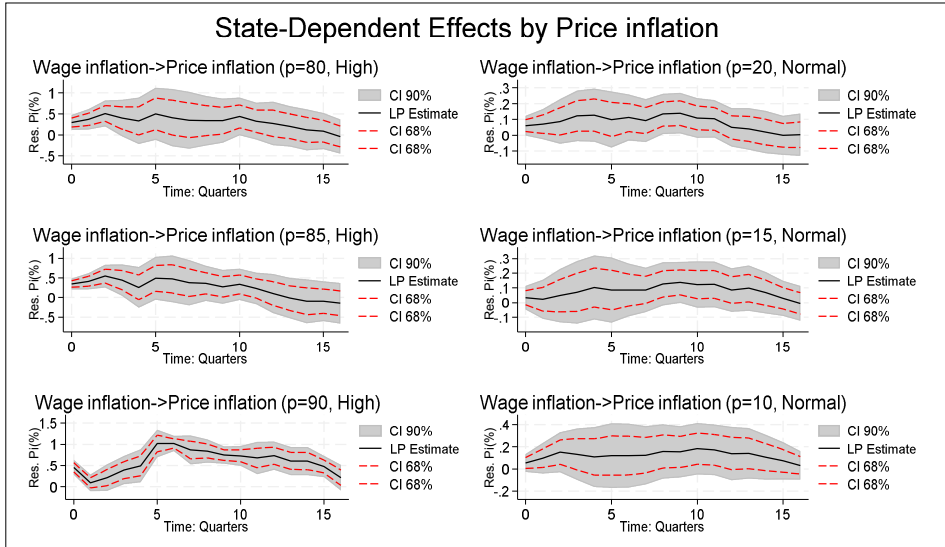 State-Dependent Effects by Price inflation
Wage inflation->Price inflation (p=80, High)
Res. Pi(%)
1
.5
0
-.5
0 5 10 15
Time: Quarters
CI 90%
LP Estimate
CI 68%
CI 68%
Wage inflation->Price inflation (p=20, Normal)
Res. Pi(%)
.3
.2
.1
0
-.1
0 5 10 15
Time: Quarters
CI 90%
LP Estimate
CI 68%
CI 68%
Wage inflation->Price inflation (p=85, High)
Res. Pi(%)
1
.5
0
-.5
0 5 10 15
Time: Quarters
CI 90%
LP Estimate
CI 68%
CI 68%
Wage inflation->Price inflation (p=15, Normal)
Res. Pi(%)
.3
.2
.1
0
-.1
0 5 10 15
Time: Quarters
CI 90%
LP Estimate
CI 68%
CI 68%
Wage inflation->Price inflation (p=90, High)
Res. Pi(%)
1.5
1
.5
0
0 5 10 15
Time: Quarters
CI 90%
LP Estimate
CI 68%
CI 68%
Wage inflation->Price inflation (p=10, Normal)
Res. Pi(%)
.4
.2
0
-.2
0 5 10 15
Time: Quarters
CI 90%
LP Estimate
CI 68%
CI 68%